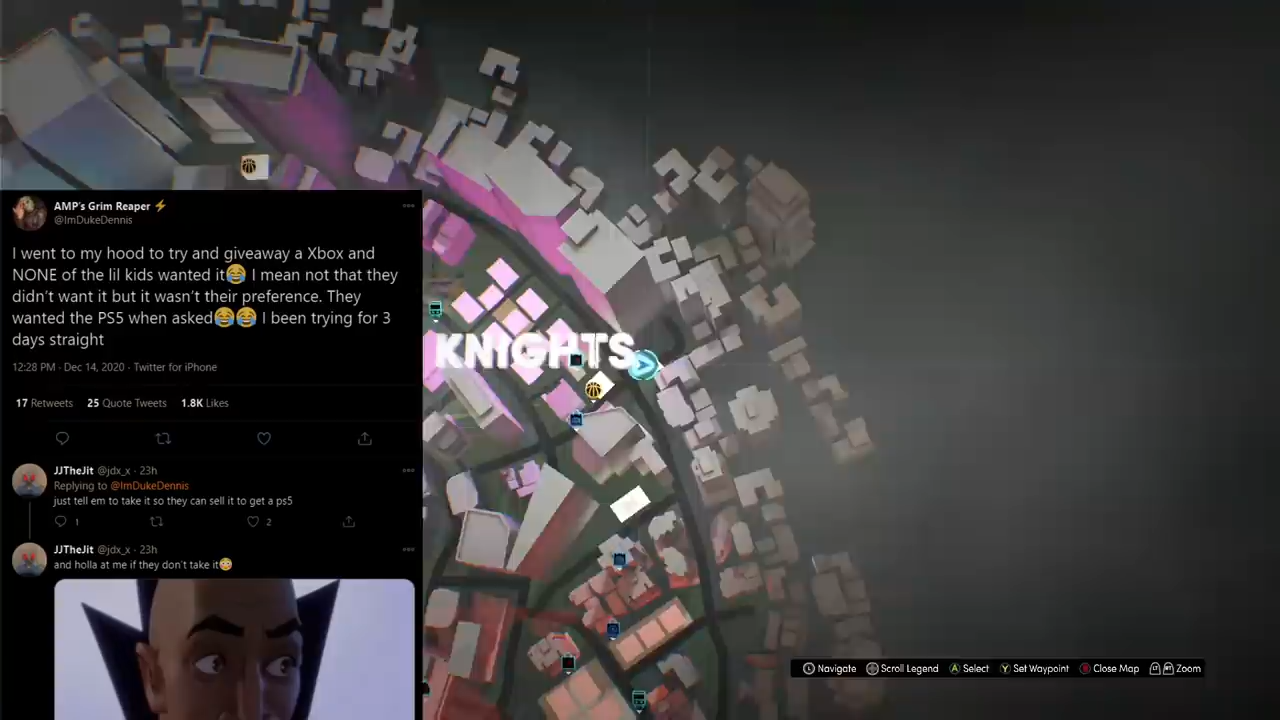 AMP's Grim Reaper ⚡
@ImDukeDennis
I went to my hood to try and giveaway a Xbox and
NONE of the lil kids wanted it😂 I mean not that they
didn't want it but it wasn't their preference. They
wanted the PS5 when asked😂😂 I been trying for 3
days straight
12:28 PM · Dec 14, 2020 · Twitter for iPhone
17 Retweets 25 Quote Tweets 1.8K Likes
JJTheJit @jdx_x · 23h
Replying to @ImDukeDennis
just tell em to take it so they can sell it to get a ps5
1 2
JJTheJit @jdx_x · 23h
and holla at me if they don't take it😳
KNIGHTS
L Navigate R Scroll Legend A Select Y Set Waypoint B Close Map LT RT Zoom